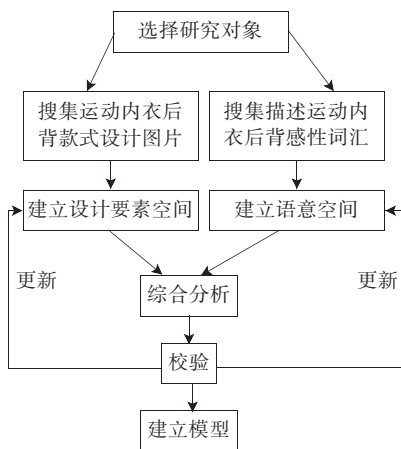 选择研究对象
搜集运动内衣后
背款式设计图片
搜集描述运动内
衣后背感性词汇
建立设计要素空间
建立语意空间
更新
更新
综合分析
校验
建立模型